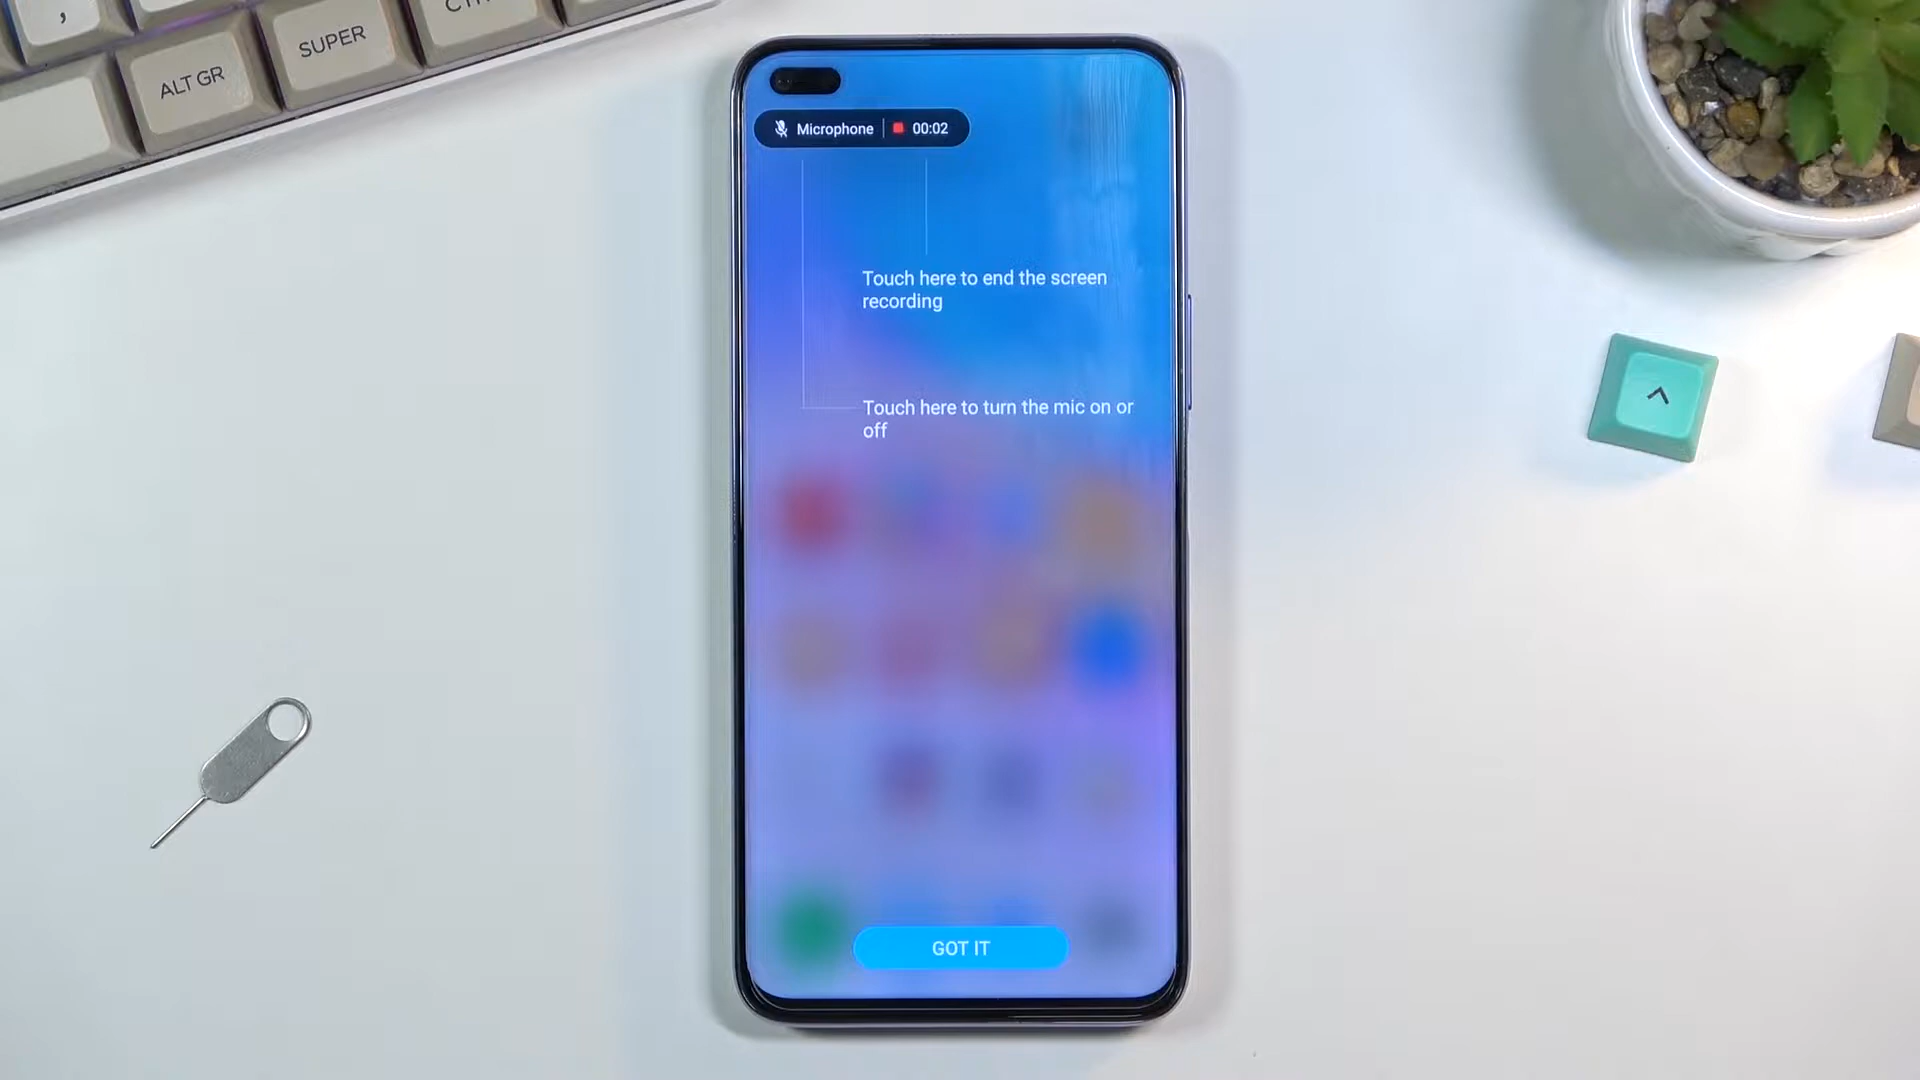 ,
ALT GR
SUPER
Microphone 00:02
Touch here to end the screen
recording
Touch here to turn the mic on or
off
GOT IT